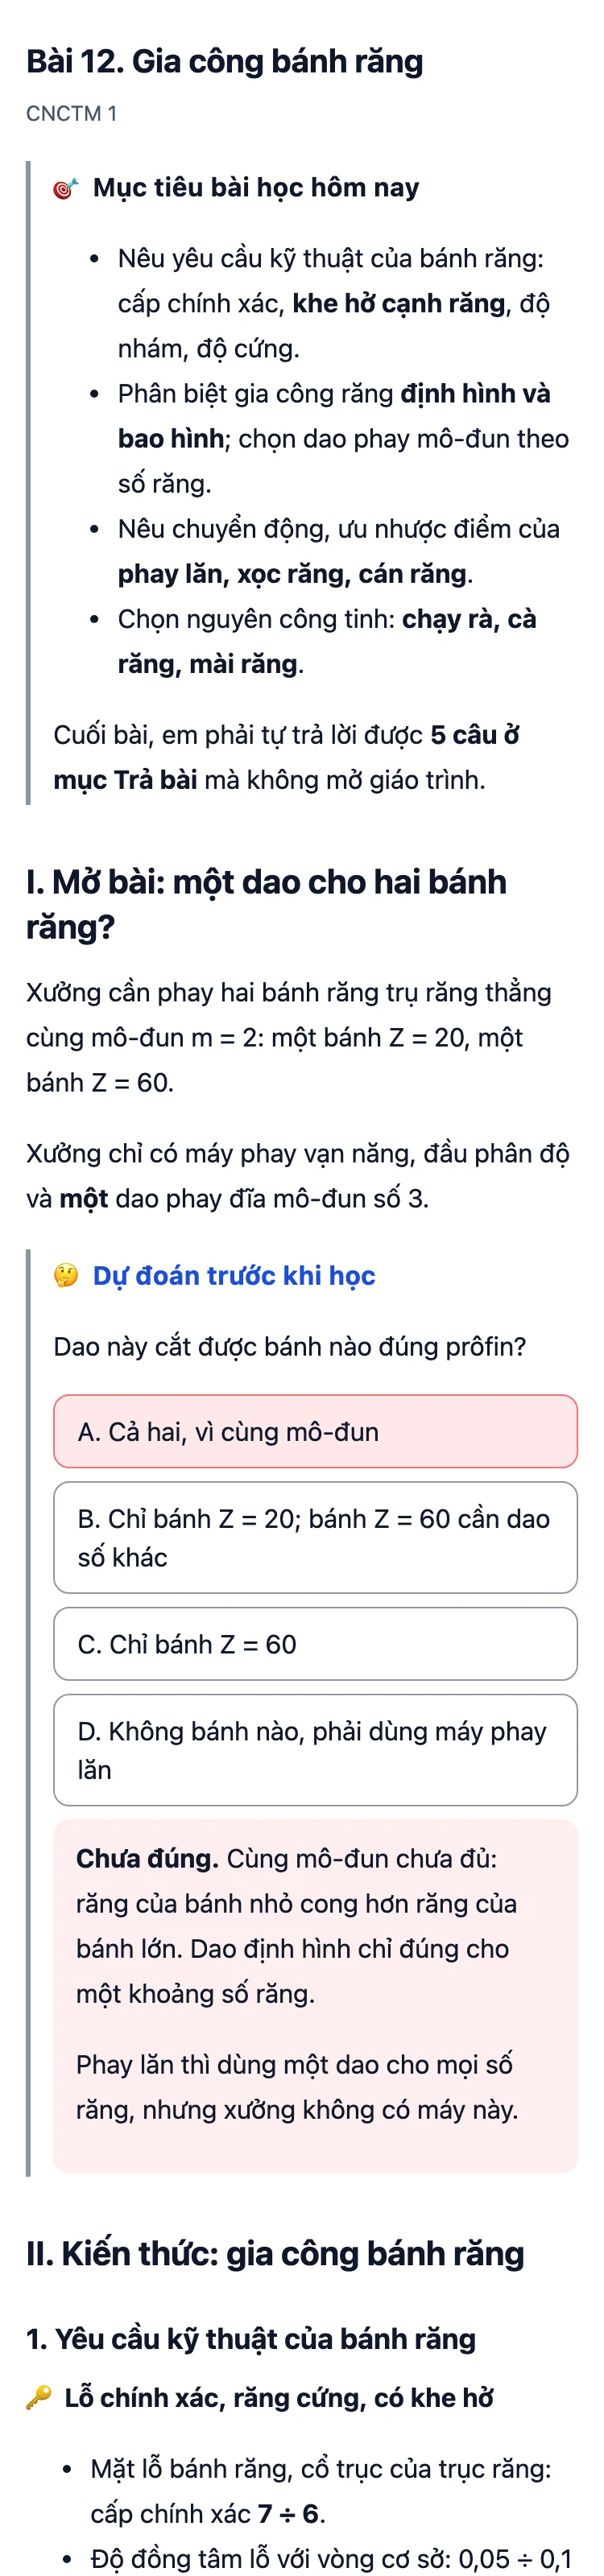 Bài 12. Gia công bánh răng
CNCTM 1
🎯 Mục tiêu bài học hôm nay
• Nêu yêu cầu kỹ thuật của bánh răng:
cấp chính xác, khe hở cạnh răng, độ
nhám, độ cứng.
• Phân biệt gia công răng định hình và
bao hình; chọn dao phay mô-đun theo
số răng.
• Nêu chuyển động, ưu nhược điểm của
phay lăn, xọc răng, cán răng.
• Chọn nguyên công tinh: chạy rà, cà
răng, mài răng.
Cuối bài, em phải tự trả lời được 5 câu ở
mục Trả bài mà không mở giáo trình.
I. Mở bài: một dao cho hai bánh
răng?
Xưởng cần phay hai bánh răng trụ răng thẳng
cùng mô-đun m = 2: một bánh Z = 20, một
bánh Z = 60.
Xưởng chỉ có máy phay vạn năng, đầu phân độ
và một dao phay đĩa mô-đun số 3.
🤔 Dự đoán trước khi học
Dao này cắt được bánh nào đúng prôfin?
A. Cả hai, vì cùng mô-đun
B. Chỉ bánh Z = 20; bánh Z = 60 cần dao
số khác
C. Chỉ bánh Z = 60
D. Không bánh nào, phải dùng máy phay
lăn
Chưa đúng. Cùng mô-đun chưa đủ:
răng của bánh nhỏ cong hơn răng của
bánh lớn. Dao định hình chỉ đúng cho
một khoảng số răng.
Phay lăn thì dùng một dao cho mọi số
răng, nhưng xưởng không có máy này.
II. Kiến thức: gia công bánh răng
1. Yêu cầu kỹ thuật của bánh răng
🔑 Lỗ chính xác, răng cứng, có khe hở
• Mặt lỗ bánh răng, cổ trục của trục răng:
cấp chính xác 7 ÷ 6.
• Độ đồng tâm lỗ với vòng cơ sở: 0,05 ÷ 0,1